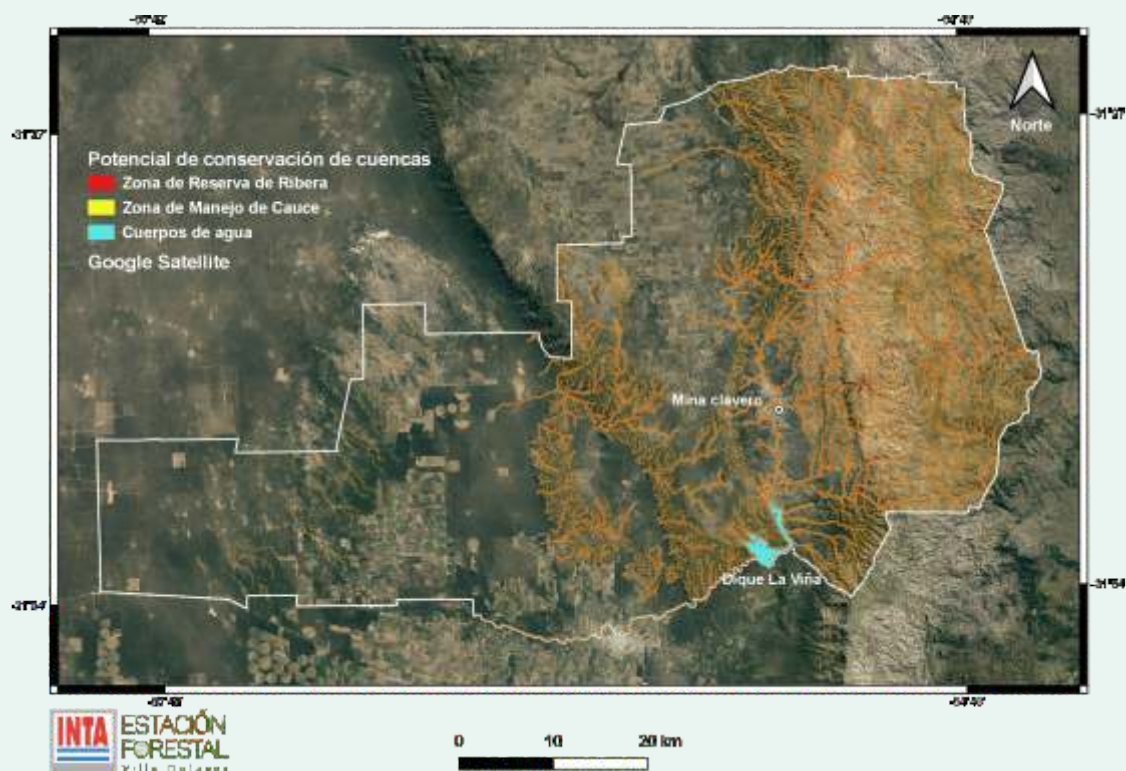 Norte
Potencial de conservación de cuencas
Zona de Reserva de Ribera
Zona de Manejo de Cauce
Cuerpos de agua
Google Satellite
Mina clavero
Dique La Viña
INTA ESTACIÓN
FORESTAL
0 10 20 km